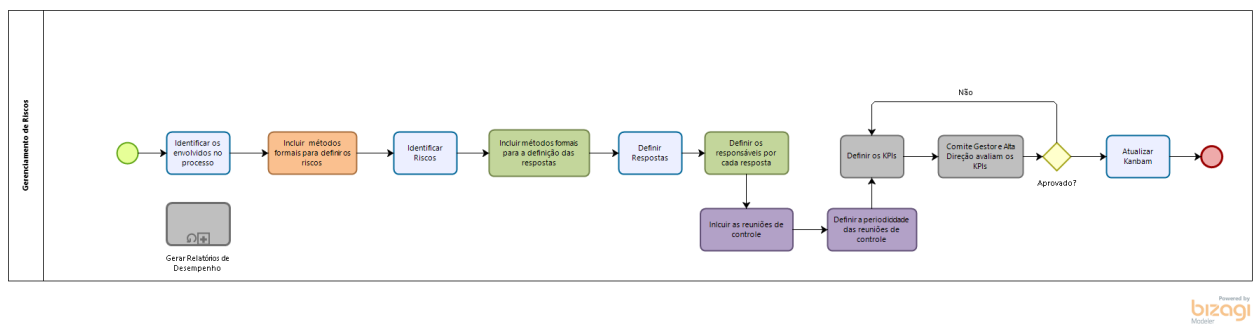 Gerenciamento de Riscos
Identificar os
envolvidos no
processo
Incluir métodos
formais para definir os
riscos
Identificar
Riscos
Incluir métodos formais
para a definição das
respostas
Definir
Respostas
Definir os
responsáveis por
cada resposta
Inlcuir as reuniões de
controle
Definir a periodicidade
das reuniões de
controle
Definir os KPIs
Comite Gestor e Alta
Direção avaliam os
KPIs
Não
Aprovado?
Atualizar
Kanbam
Gerar Relatórios de
Desempenho
Powered by
bizagi
Modeler